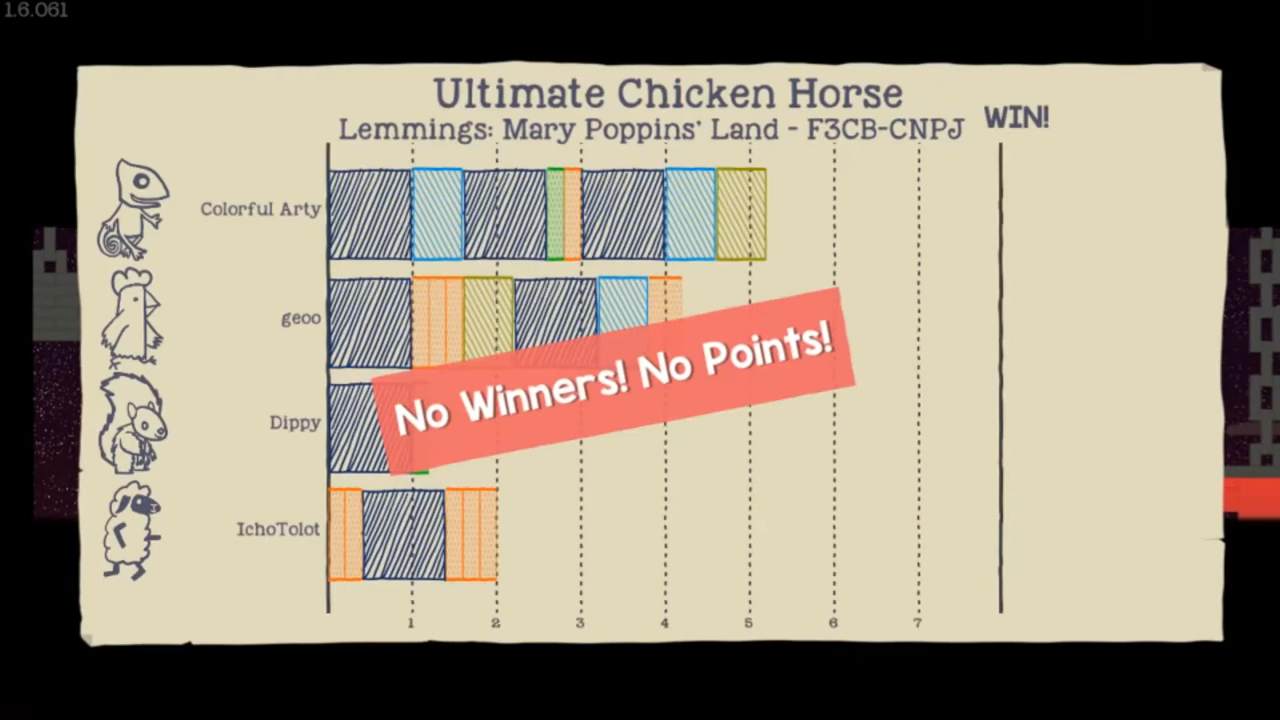 1.6.061
Ultimate Chicken Horse
Lemmings: Mary Poppins' Land - F3CB-CNPJ
WIN!
Colorful Arty
geoo
No Winners! No Points!
Dippy
IchoTolot
1 2 3 4 5 6 7